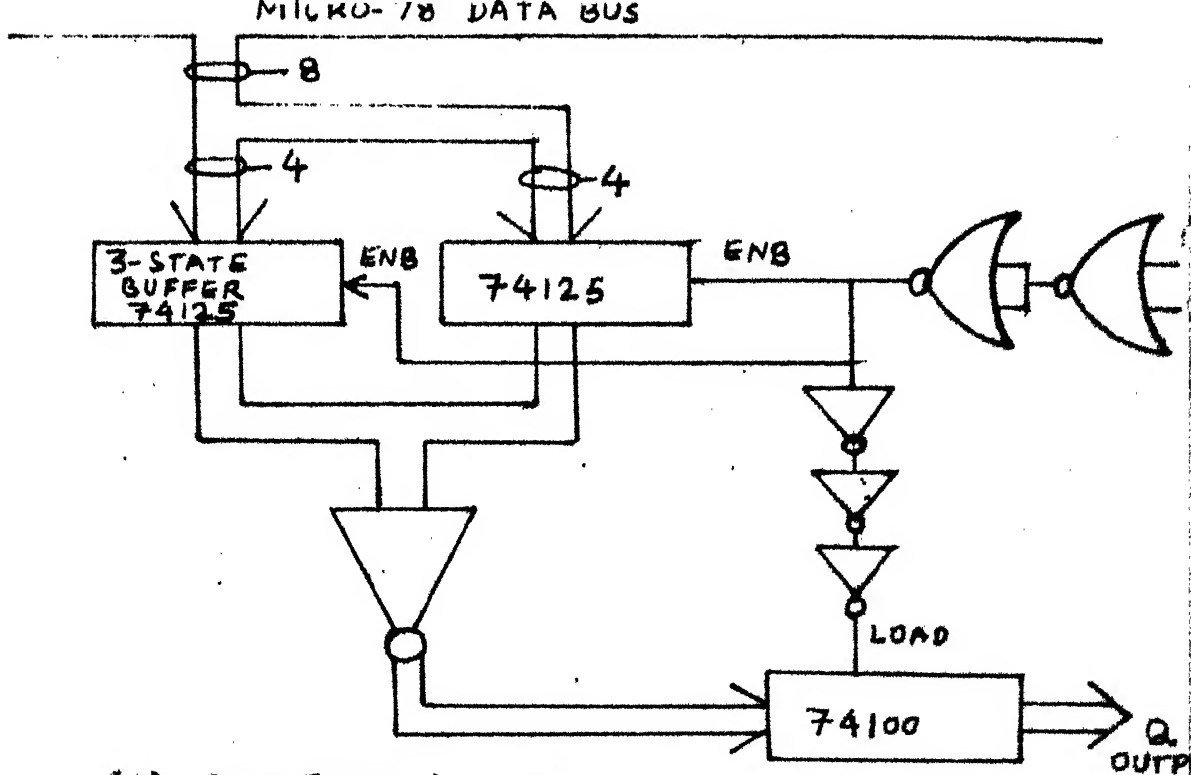 MICRO-78 DATA BUS
8
4
4
3-STATE
BUFFER
74125
ENB
74125
ENB
LOAD
74100
Q
OUTP